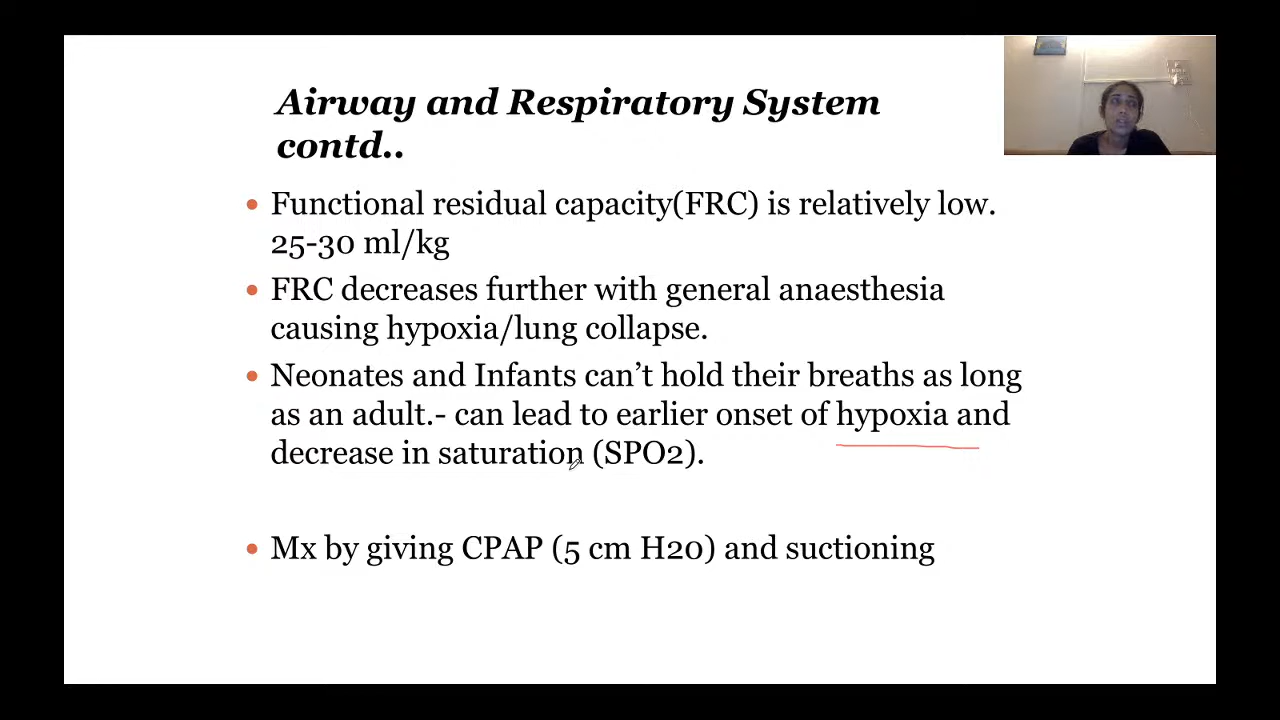 Airway and Respiratory System
contd..
• Functional residual capacity(FRC) is relatively low.
25-30 ml/kg
• FRC decreases further with general anaesthesia
causing hypoxia/lung collapse.
• Neonates and Infants can’t hold their breaths as long
as an adult.- can lead to earlier onset of hypoxia and
decrease in saturation (SPO2).
• Mx by giving CPAP (5 cm H20) and suctioning